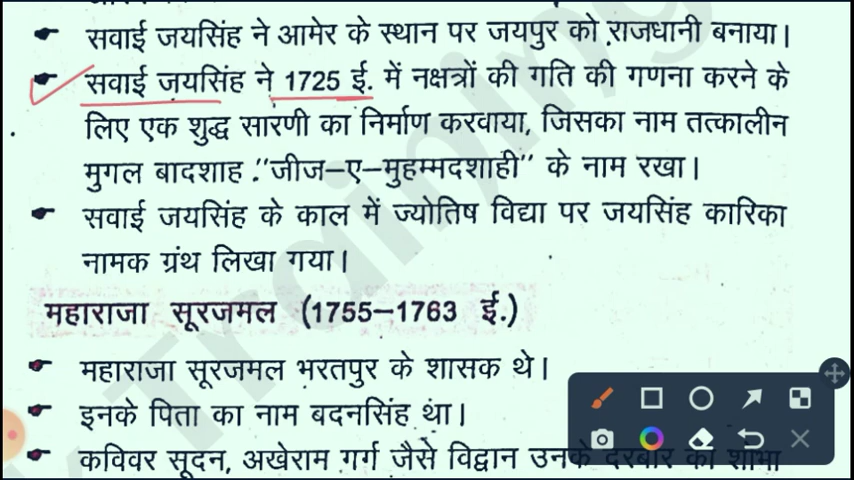 सवाई जयसिंह ने आमेर के स्थान पर जयपुर को राजधानी बनाया।
सवाई जयसिंह ने 1725 ई. में नक्षत्रों की गति की गणना करने के
लिए एक शुद्ध सारणी का निर्माण करवाया, जिसका नाम तत्कालीन
मुगल बादशाह "जीज-ए-मुहम्मदशाही" के नाम रखा।
सवाई जयसिंह के काल में ज्योतिष विद्या पर जयसिंह कारिका
नामक ग्रंथ लिखा गया।
महाराजा सूरजमल (1755-1763 ई.)
महाराजा सूरजमल भरतपुर के शासक थे।
इनके पिता का नाम बदनसिंह था।
कविवर सूदन, अखेराम गर्ग जैसे विद्वान उनके दरबार की शोभा